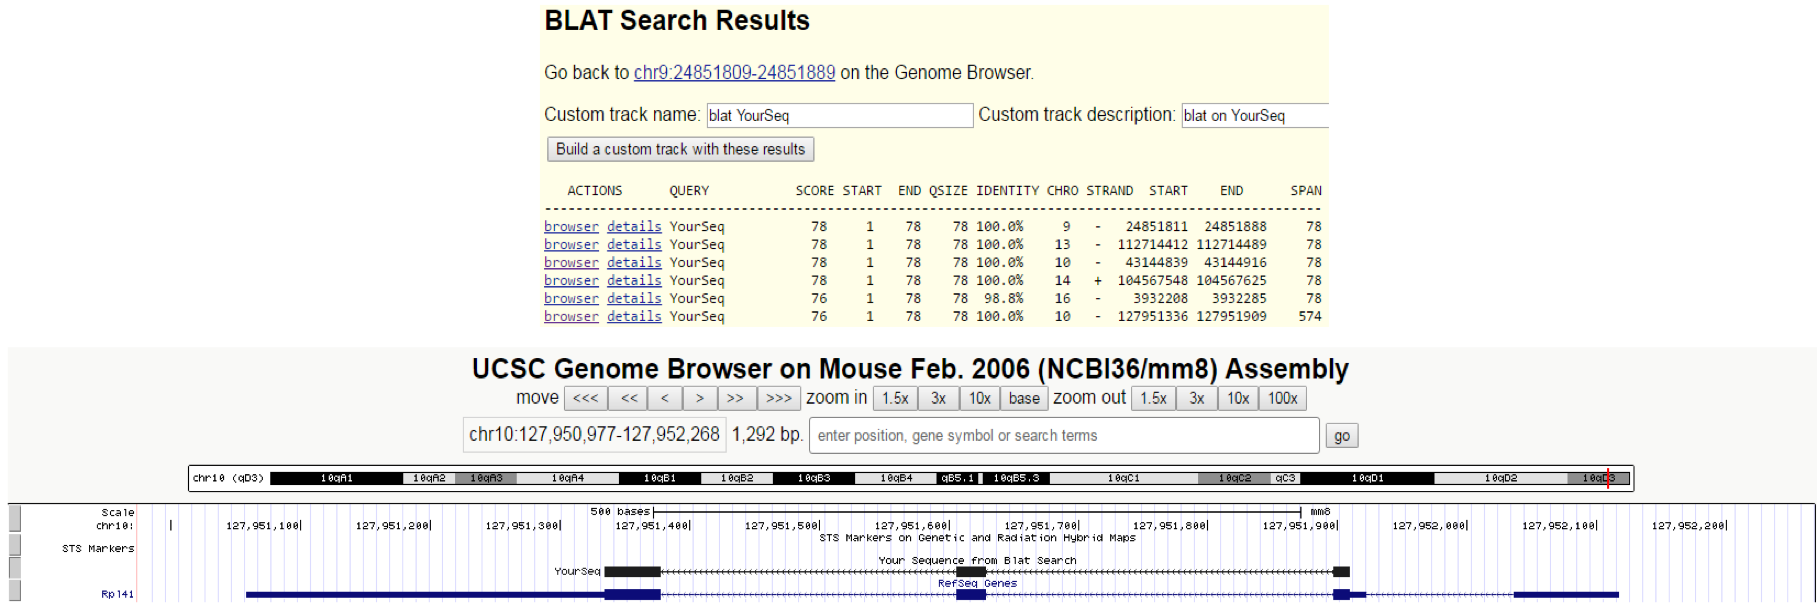 BLAT Search Results
Go back to chr9:24851809-24851889 on the Genome Browser.
Custom track name: blat YourSeq Custom track description: blat on YourSeq
Build a custom track with these results
ACTIONS QUERY SCORE START END QSIZE IDENTITY CHRO STRAND START END SPAN
browser details YourSeq 78 1 78 78 100.0% 9 - 24851811 24851888 78
browser details YourSeq 78 1 78 78 100.0% 13 - 112714412 112714489 78
browser details YourSeq 78 1 78 78 100.0% 10 - 43144839 43144916 78
browser details YourSeq 78 1 78 78 100.0% 14 + 104567548 104567625 78
browser details YourSeq 76 1 78 78 98.8% 16 - 3932208 3932285 78
browser details YourSeq 76 1 78 78 100.0% 10 - 127951336 127951909 574
UCSC Genome Browser on Mouse Feb. 2006 (NCBI36/mm8) Assembly
move <<< << < > >> >>> zoom in 1.5x 3x 10x base zoom out 1.5x 3x 10x 100x
chr10:127,950,977-127,952,268 1,292 bp. enter position, gene symbol or search terms go
chr10 (qD3) 10qA1 10qA2 10qA3 10qA4 10qB1 10qB2 10qB3 10qB4 qB5.1 10qB5.3 10qC1 10qC2 qC3 10qD1 10qD2 10qD3
Scale 500 bases mm8
chr10: 127,951,100 127,951,200 127,951,300 127,951,400 127,951,500 127,951,600 127,951,700 127,951,800 127,951,900 127,952,000 127,952,100 127,952,200
STS Markers on Genetic and Radiation Hybrid Maps
STS Markers
Your Sequence from Blat Search
YourSeq
RefSeq Genes
Rpl41